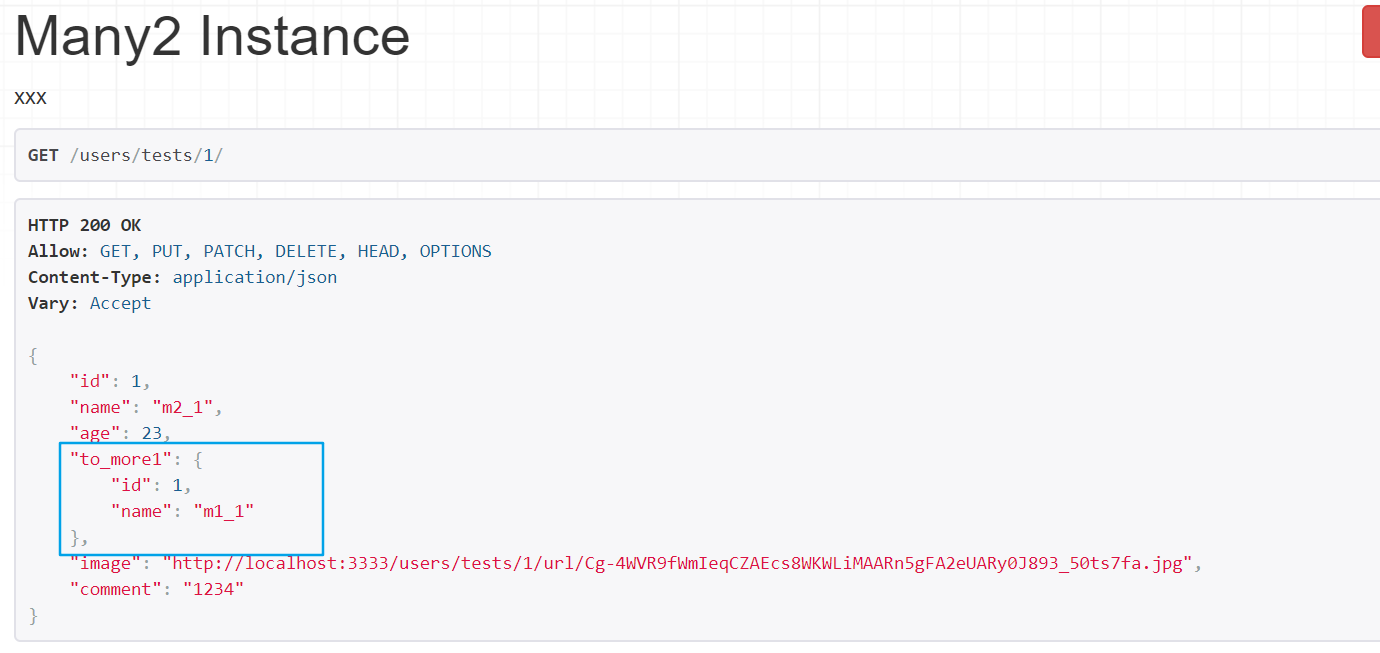 Many2 Instance
xxx
GET /users/tests/1/
HTTP 200 OK
Allow: GET, PUT, PATCH, DELETE, HEAD, OPTIONS
Content-Type: application/json
Vary: Accept
{
"id": 1,
"name": "m2_1",
"age": 23,
"to_more1": {
"id": 1,
"name": "m1_1"
},
"image": "http://localhost:3333/users/tests/1/url/Cg-4WVR9fWmIeqCZAEcs8WKWLiMAARn5gFA2eUARy0J893_50ts7fa.jpg",
"comment": "1234"
}